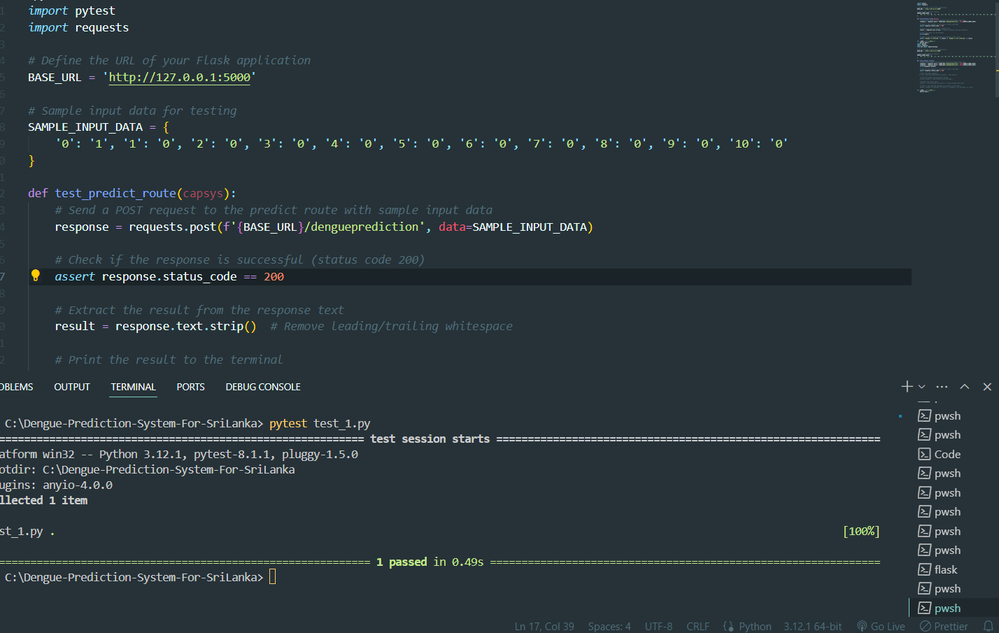 import pytest
import requests
# Define the URL of your Flask application
BASE_URL = 'http://127.0.0.1:5000'
# Sample input data for testing
SAMPLE_INPUT_DATA = {
'0': '1', '1': '0', '2': '0', '3': '0', '4': '0', '5': '0', '6': '0', '7': '0', '8': '0', '9': '0', '10': '0'
}
def test_predict_route(capsys):
# Send a POST request to the predict route with sample input data
response = requests.post(f'{BASE_URL}/dengueprediction', data=SAMPLE_INPUT_DATA)
# Check if the response is successful (status code 200)
assert response.status_code == 200
# Extract the result from the response text
result = response.text.strip()  # Remove leading/trailing whitespace
# Print the result to the terminal
OBLEMS OUTPUT TERMINAL PORTS DEBUG CONSOLE
C:\Dengue-Prediction-System-For-SriLanka> pytest test_1.py
test session starts
atform win32 -- Python 3.12.1, pytest-8.1.1, pluggy-1.5.0
otdir: C:\Dengue-Prediction-System-For-SriLanka
ugins: anyio-4.0.0
llected 1 item
st_1.py . [100%]
1 passed in 0.49s
C:\Dengue-Prediction-System-For-SriLanka>
pwsh
pwsh
Code
pwsh
pwsh
pwsh
pwsh
pwsh
flask
pwsh
pwsh
Ln 17, Col 39 Spaces: 4 UTF-8 CRLF Python 3.12.1 64-bit Go Live Prettier